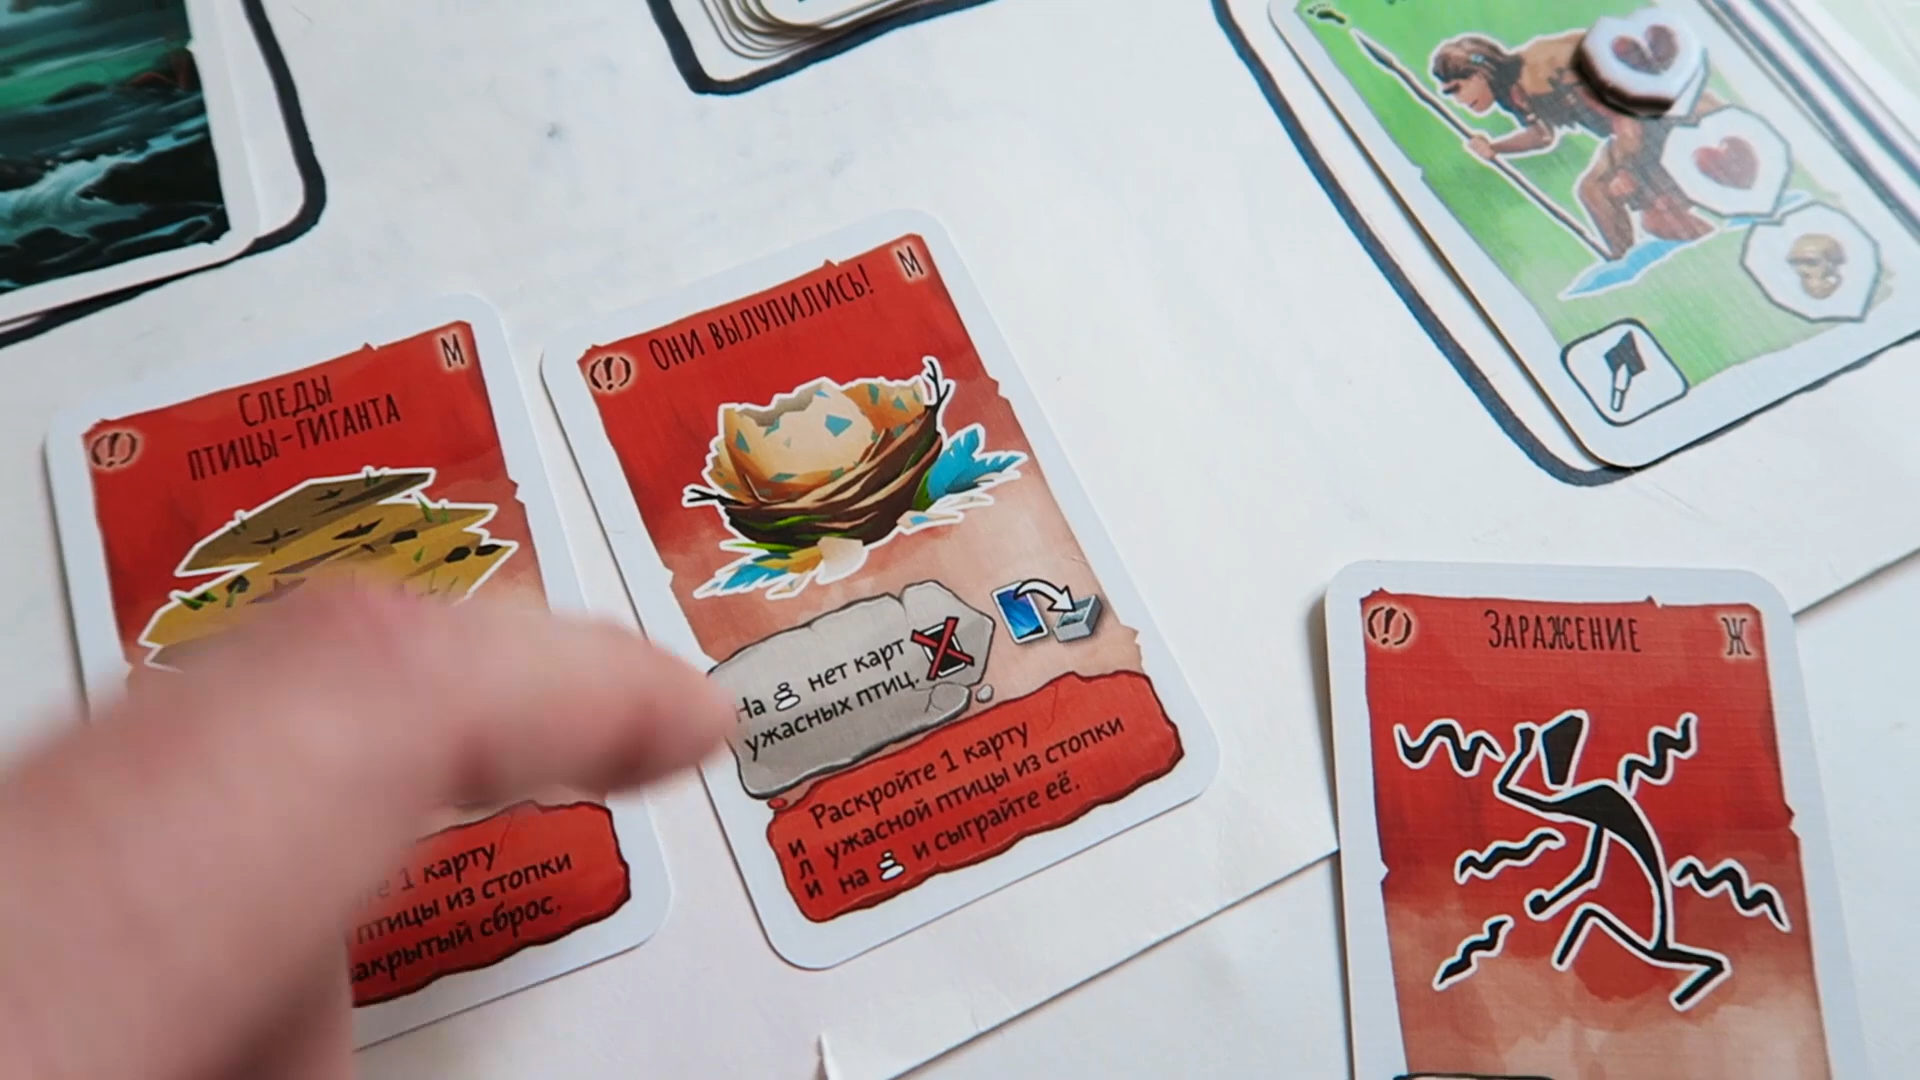 М
Следы
птицы-гиганта
1 карту
птицы из стопки
закрытый сброс.
М
Они вылупились!
На нет карт
ужасных птиц.
Раскройте 1 карту
ужасной птицы из стопки
на и сыграйте её.
или
Заражение
Ж